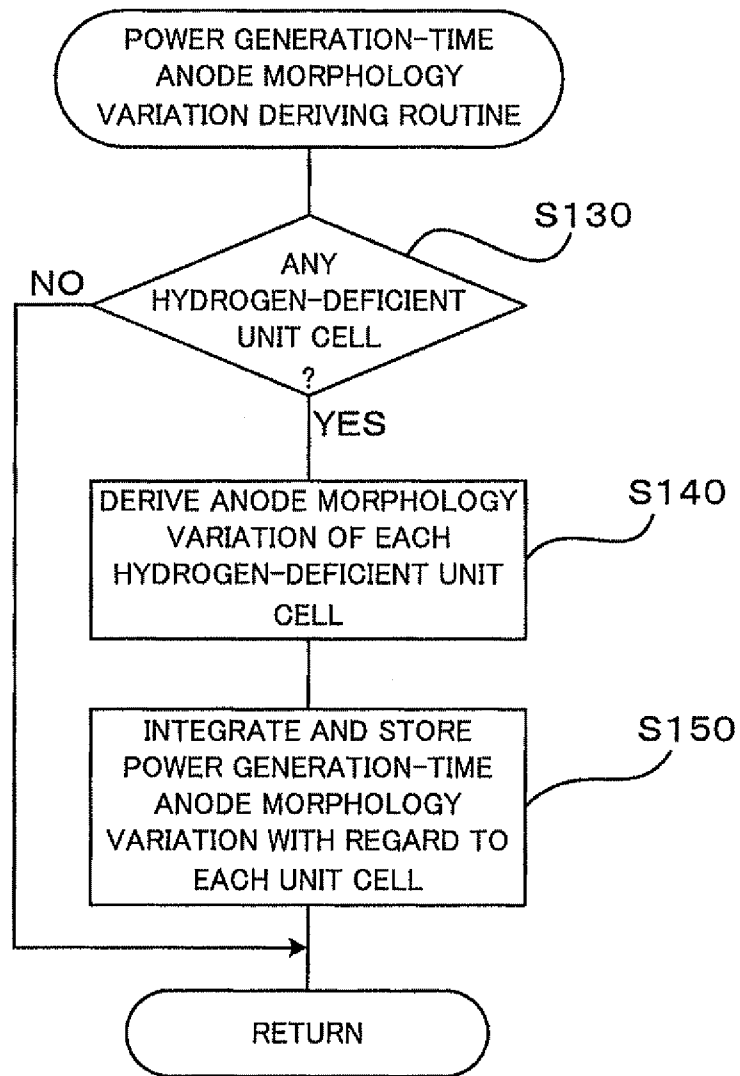 POWER GENERATION-TIME
ANODE MORPHOLOGY
VARIATION DERIVING ROUTINE
S130
NO
ANY
HYDROGEN-DEFICIENT
UNIT CELL
?
YES
S140
DERIVE ANODE MORPHOLOGY
VARIATION OF EACH
HYDROGEN-DEFICIENT UNIT
CELL
S150
INTEGRATE AND STORE
POWER GENERATION-TIME
ANODE MORPHOLOGY
VARIATION WITH REGARD TO
EACH UNIT CELL
RETURN